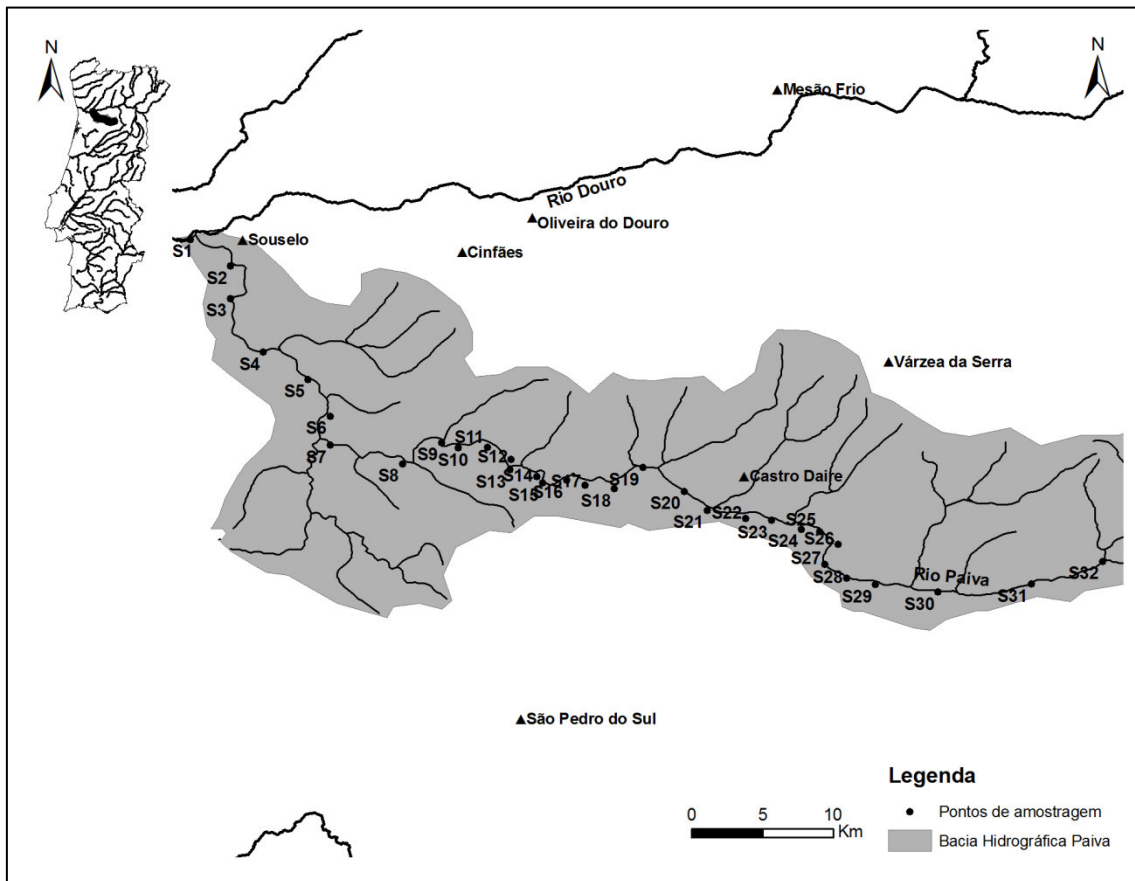 N
N
Mesão Frio
Rio Douro
Oliveira do Douro
Souselo
S1
Cinfães
S2
S3
S4
Várzea da Serra
S5
S6
S7
S11
S9
S10
S12
S8
S13
S14
S15
S16
S17
S18
S19
Castro Daire
S20
S21
S22
S23
S24
S25
S26
S27
S28
Rio Paiva
S29
S30
S31
S32
São Pedro do Sul
Legenda
Pontos de amostragem
Bacia Hidrográfica Paiva
0 5 10
Km